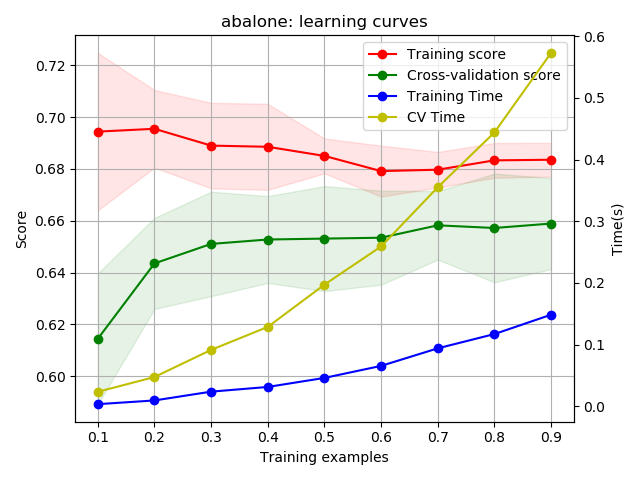 abalone: learning curves
Training score
Cross-validation score
Training Time
CV Time
Score
0.72
0.70
0.68
0.66
0.64
0.62
0.60
0.6
0.5
0.4
0.3
0.2
0.1
0.0
Time(s)
0.1 0.2 0.3 0.4 0.5 0.6 0.7 0.8 0.9
Training examples